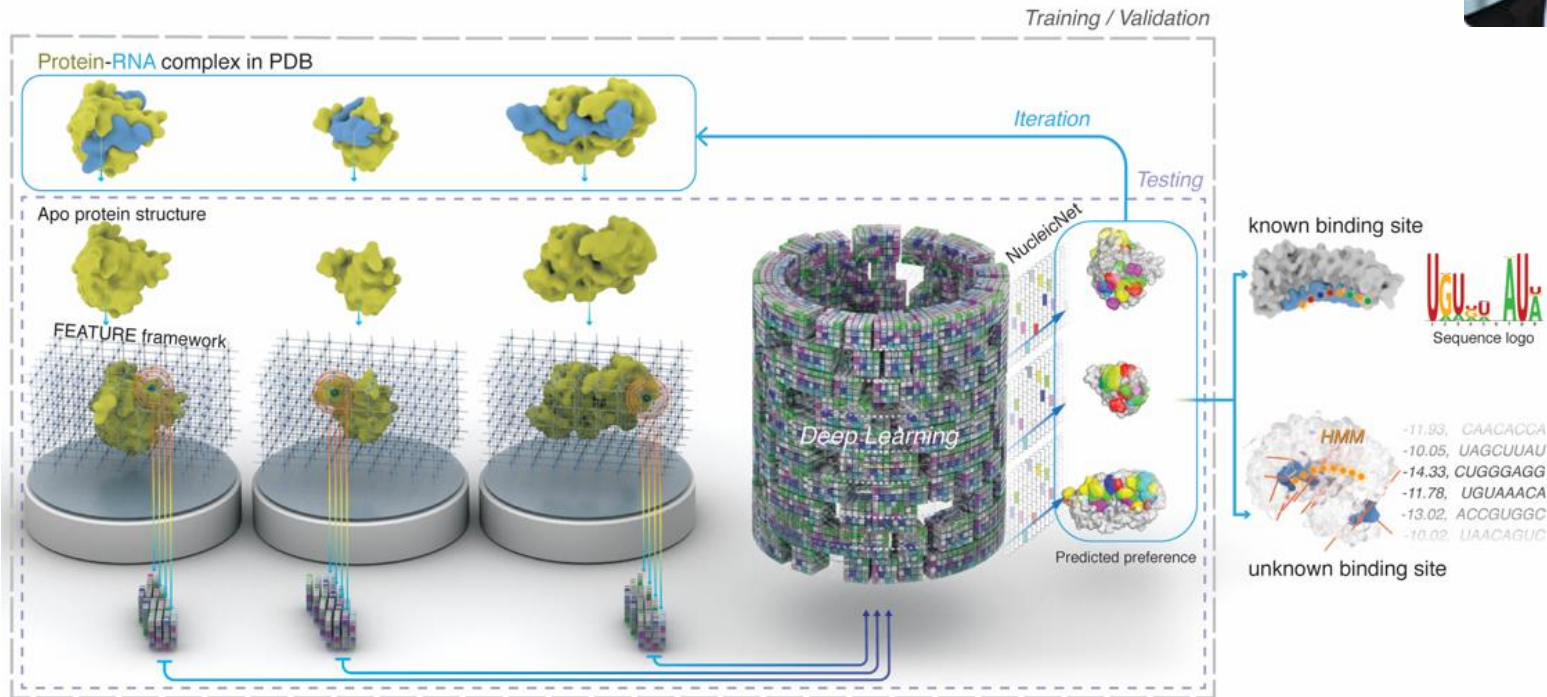 Training / Validation
Protein-RNA complex in PDB
Iteration
Testing
Apo protein structure
FEATURE framework
Deep Learning
NucleicNet
Predicted preference
known binding site
UGU AU
Sequence logo
HMM
-11.93, CAACACCA
-10.05, UAGCUUAU
-14.33, CUGGGAGG
-11.78, UGUAAACA
-13.02, ACCGUGGC
-10.02, UAACAGUC
unknown binding site